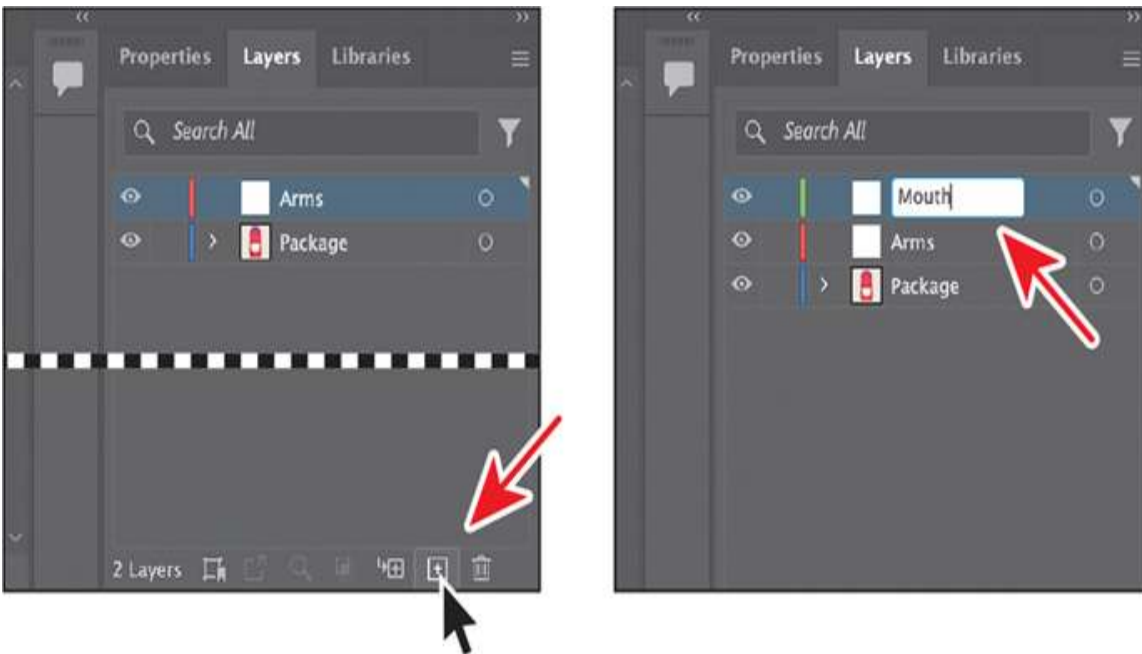 Properties Layers Libraries
Search All
Arms
Package
2 Layers
Properties Layers Libraries
Search All
Mouth
Arms
Package